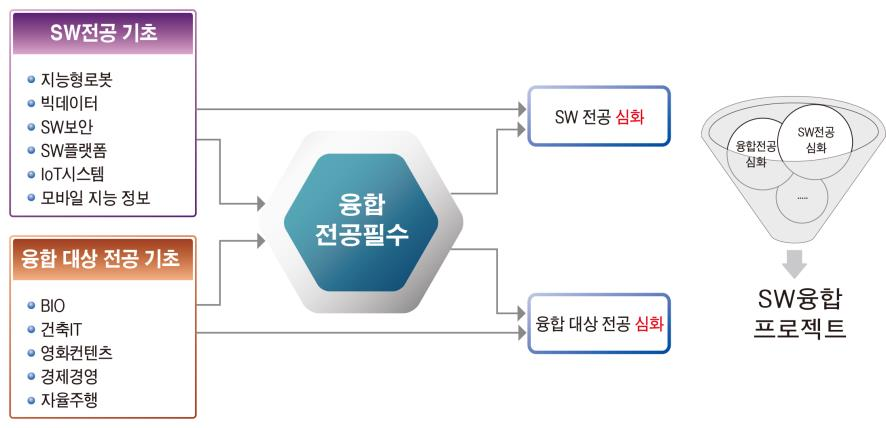 SW전공 기초
지능형로봇
빅데이터
SW보안
SW플랫폼
IoT시스템
모바일 지능 정보
융합 대상 전공 기초
BIO
건축IT
영화컨텐츠
경제경영
자율주행
융합
전공필수
SW 전공 심화
융합 대상 전공 심화
융합전공
심화
SW전공
심화
.....
SW융합
프로젝트